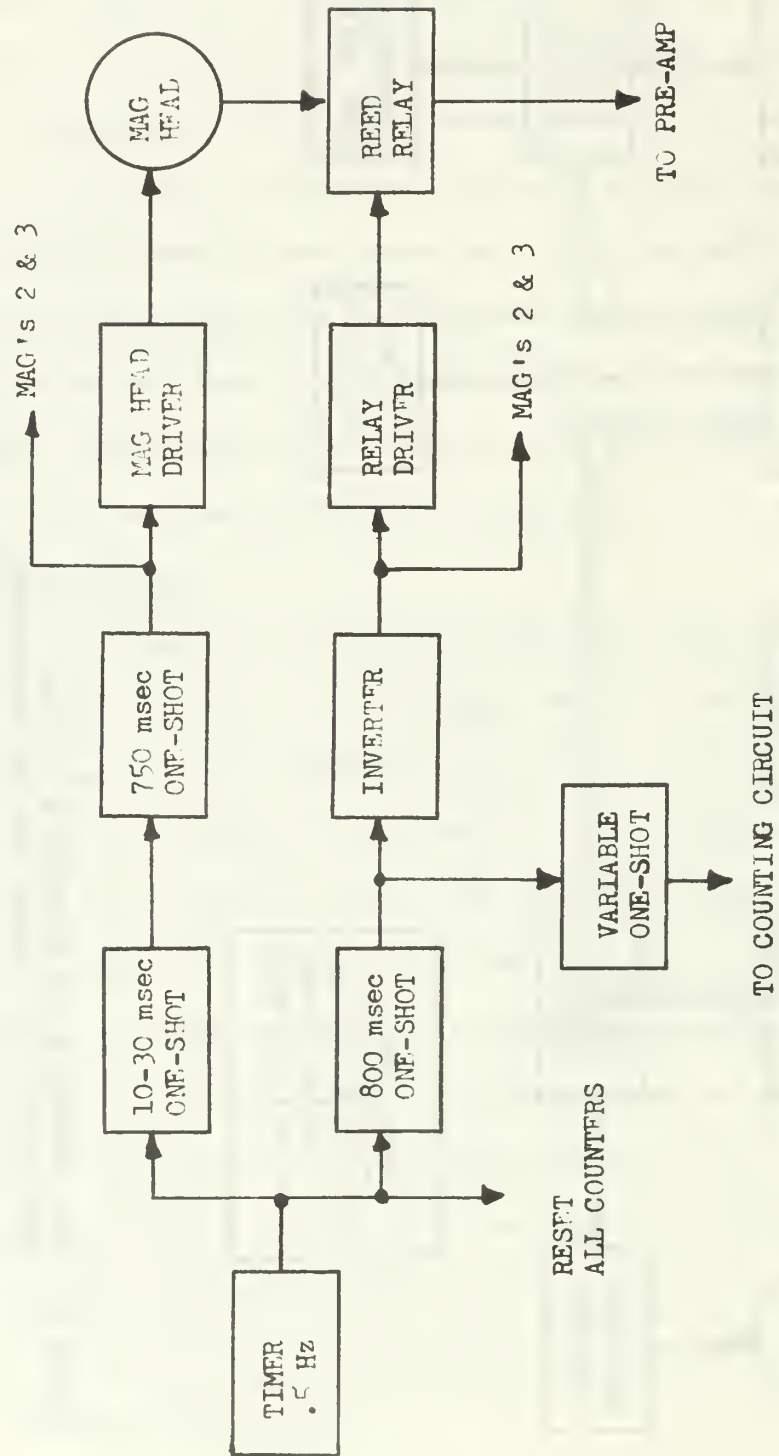 TIMER
.5 Hz
10-30 msec
ONE-SHOT
750 msec
ONE-SHOT
MAG's 2 & 3
MAG HEAD
DRIVER
MAG
HEAD
800 msec
ONE-SHOT
INVERTER
RELAY
DRIVER
REED
RELAY
MAG's 2 & 3
TO PRE-AMP
VARIABLE
ONE-SHOT
RESET
ALL COUNTERS
TO COUNTING CIRCUIT